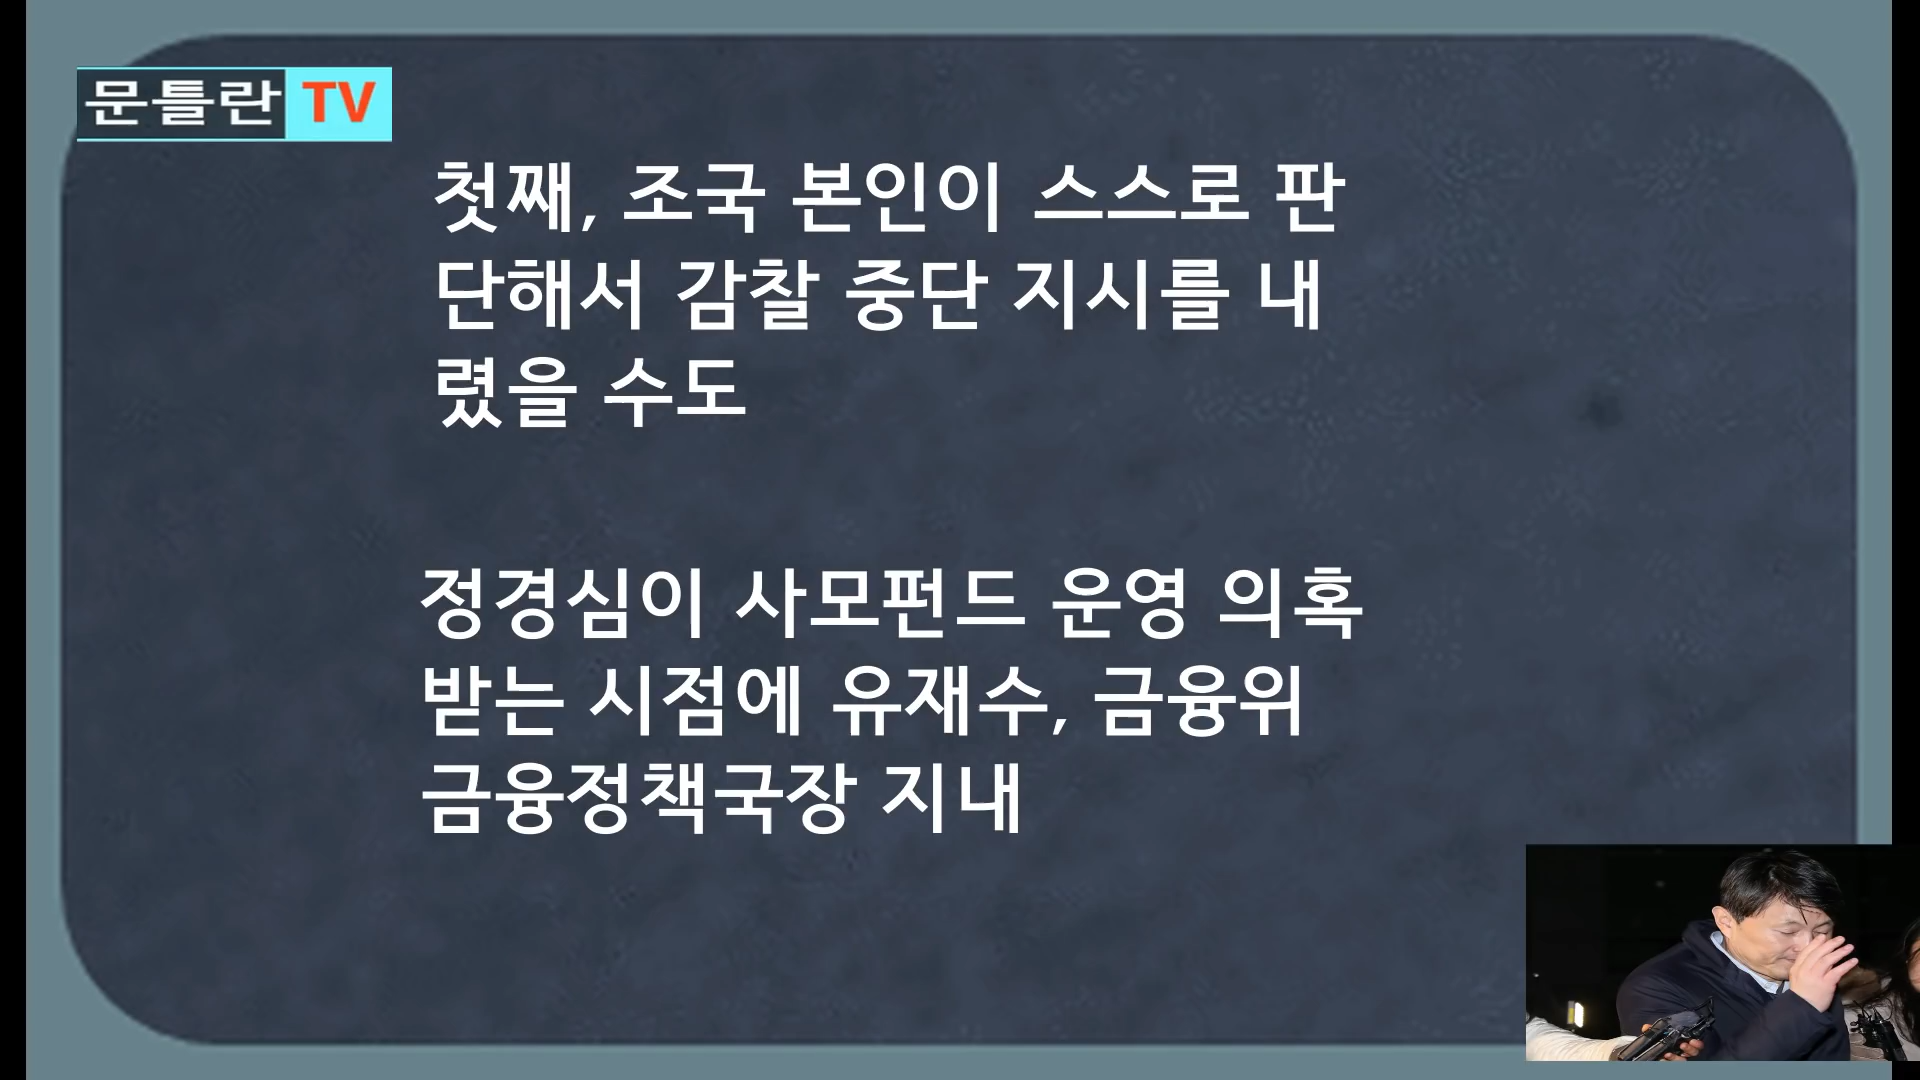 문틀란 TV
첫째, 조국 본인이 스스로 판
단해서 감찰 중단 지시를 내
렸을 수도
정경심이 사모펀드 운영 의혹
받는 시점에 유재수, 금융위
금융정책국장 지내